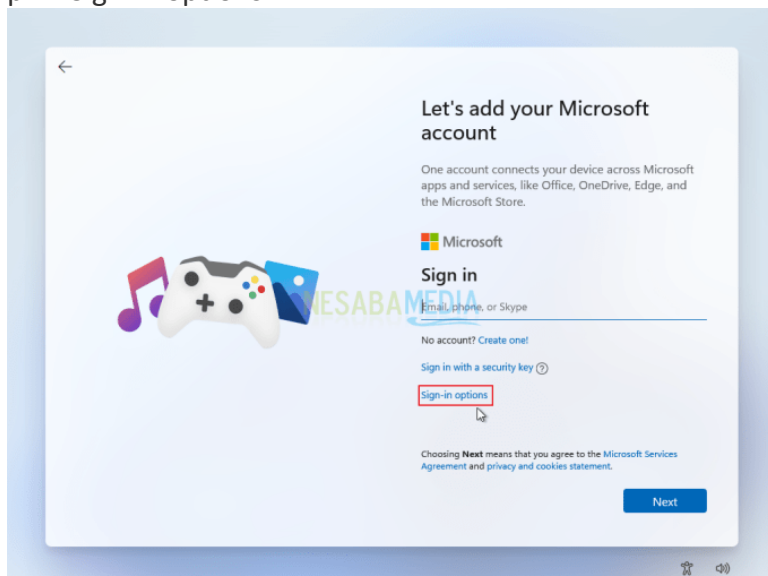 Let's add your Microsoft
account
One account connects your device across Microsoft
apps and services, like Office, OneDrive, Edge, and
the Microsoft Store.
Microsoft
Sign in
NESABAMEDIA
Email, phone, or Skype
No account? Create one!
Sign in with a security key
Sign-in options
Choosing Next means that you agree to the Microsoft Services
Agreement and privacy and cookies statement.
Next